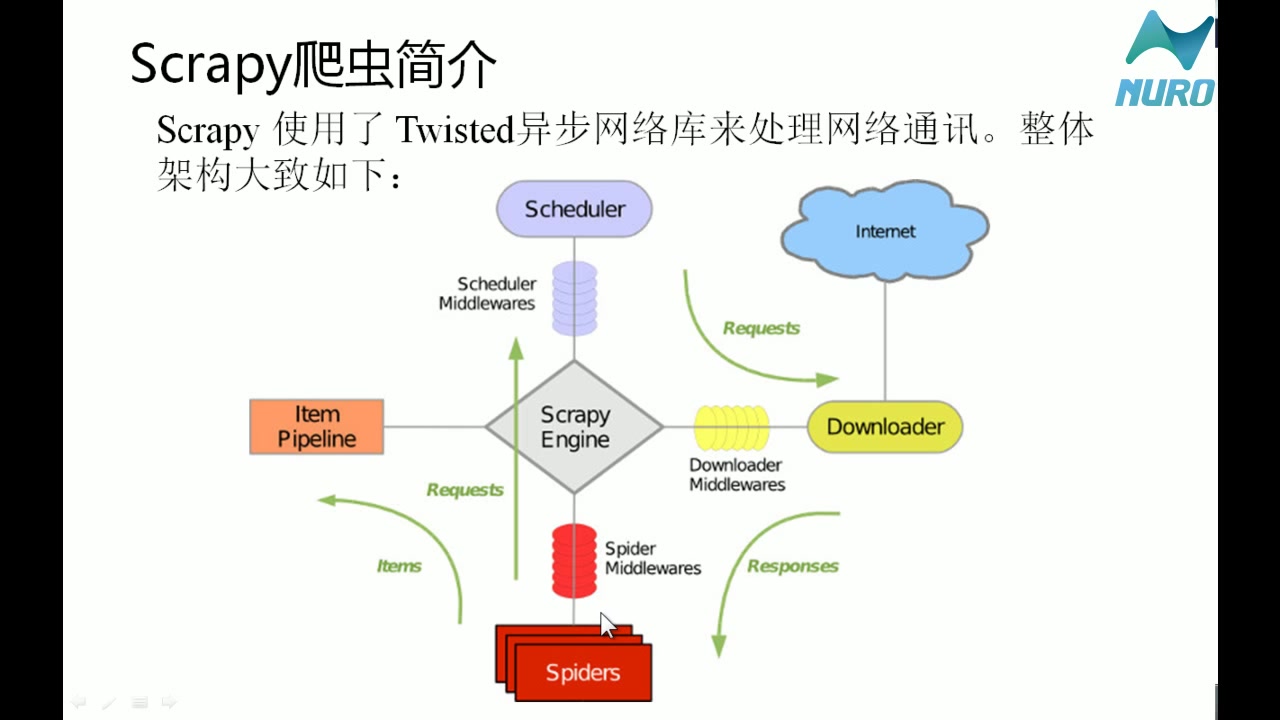 Scrapy爬虫简介
NURO
Scrapy 使用了 Twisted异步网络库来处理网络通讯。整体
架构大致如下：
Scheduler
Internet
Scheduler
Middlewares
Requests
Item
Pipeline
Scrapy
Engine
Downloader
Downloader
Middlewares
Requests
Spider
Middlewares
Items
Responses
Spiders